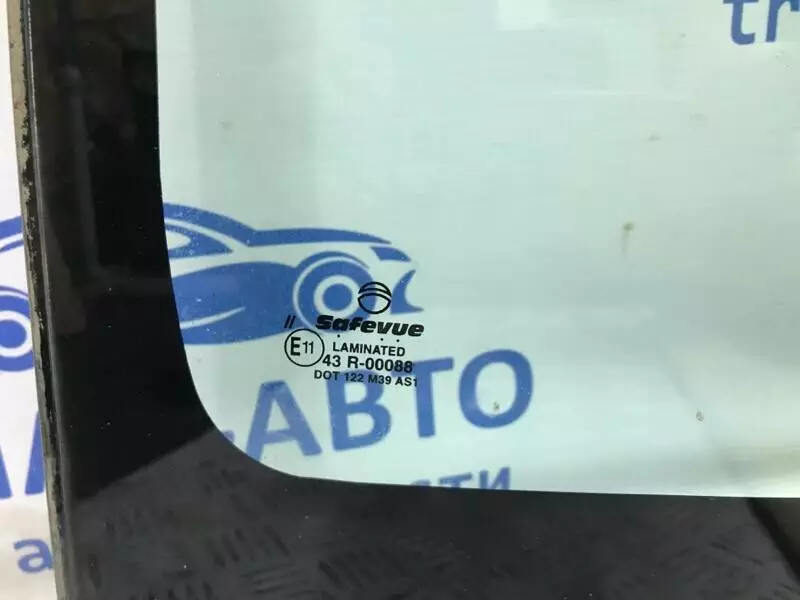 tr
// Safevue
E11 LAMINATED
43 R-00088
DOT 122 M39 AS1
-АВТО